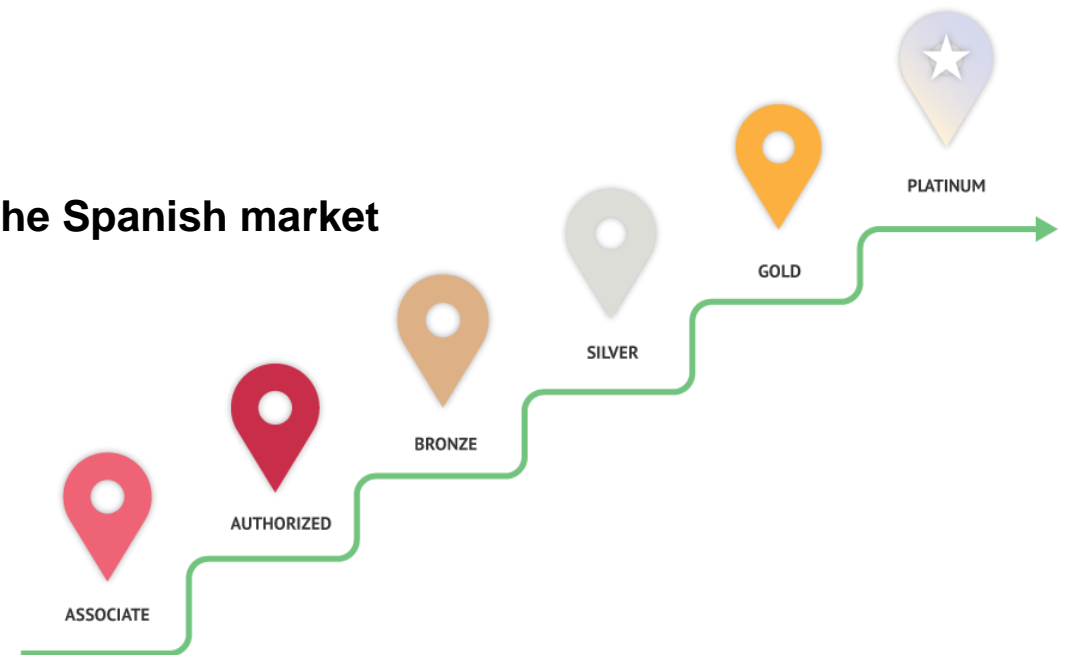 PLATINUM
he Spanish market
GOLD
SILVER
BRONZE
AUTHORIZED
ASSOCIATE